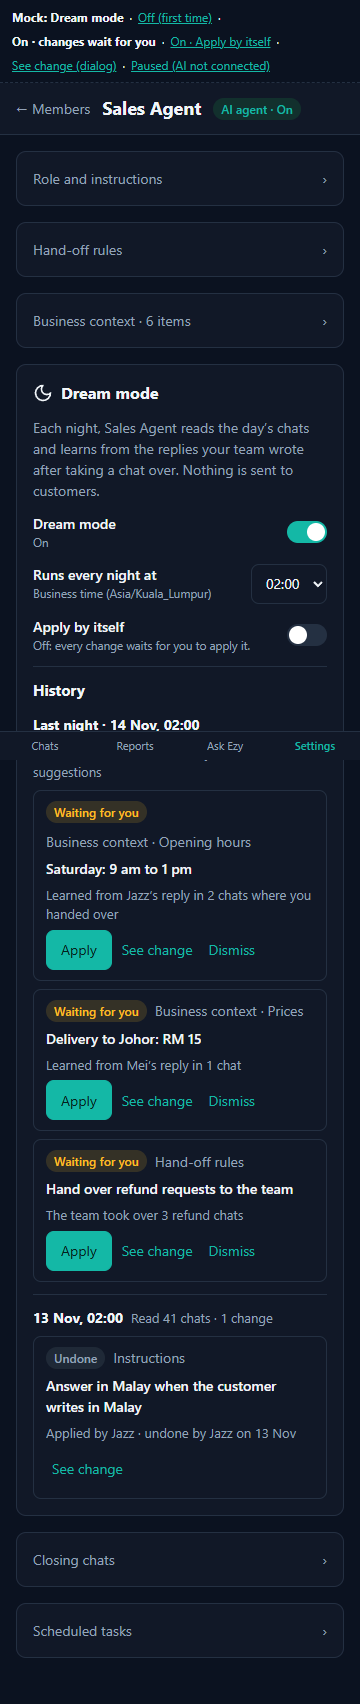 Mock: Dream mode · Off (first time) ·
On · changes wait for you · On · Apply by itself ·
See change (dialog) · Paused (AI not connected)
← Members Sales Agent AI agent · On
Role and instructions ›
Hand-off rules ›
Business context · 6 items ›
Dream mode
Each night, Sales Agent reads the day's chats
and learns from the replies your team wrote
after taking a chat over. Nothing is sent to
customers.
Dream mode
On
Runs every night at
Business time (Asia/Kuala_Lumpur)
02:00
Apply by itself
Off: every change waits for you to apply it.
History
Last night · 14 Nov, 02:00
Chats Reports Ask Ezy Settings
suggestions
Waiting for you
Business context · Opening hours
Saturday: 9 am to 1 pm
Learned from Jazz's reply in 2 chats where you
handed over
Apply See change Dismiss
Waiting for you Business context · Prices
Delivery to Johor: RM 15
Learned from Mei's reply in 1 chat
Apply See change Dismiss
Waiting for you Hand-off rules
Hand over refund requests to the team
The team took over 3 refund chats
Apply See change Dismiss
13 Nov, 02:00 Read 41 chats · 1 change
Undone Instructions
Answer in Malay when the customer
writes in Malay
Applied by Jazz · undone by Jazz on 13 Nov
See change
Closing chats ›
Scheduled tasks ›